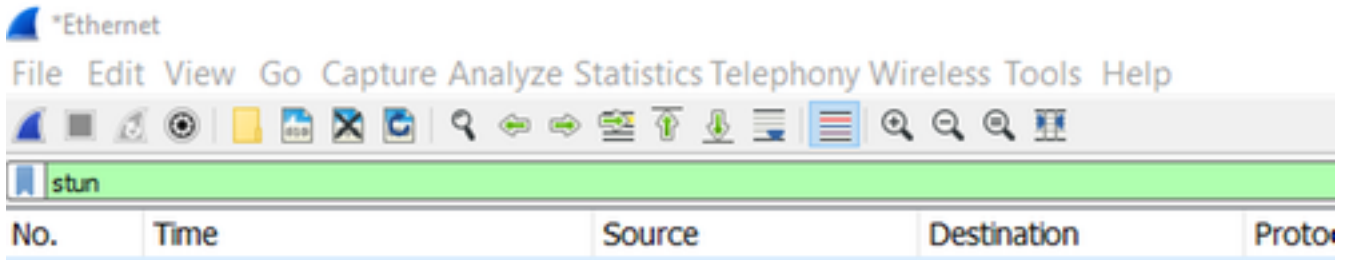 *Ethernet
File Edit View Go Capture Analyze Statistics Telephony Wireless Tools Help
stun
No. Time Source Destination